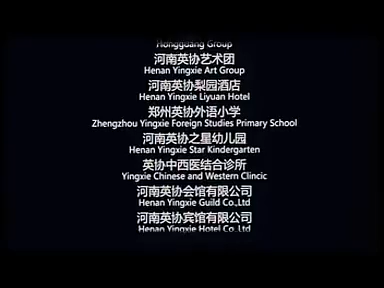 Hongguang Group
河南英协艺术团
Henan Yingxie Art Group
河南英协梨园酒店
Henan Yingxie Liyuan Hotel
郑州英协外语小学
Zhengzhou Yingxie Foreign Studies Primary School
河南英协之星幼儿园
Henan Yingxie Star Kindergarten
英协中西医结合诊所
Yingxie Chinese and Western Clincic
河南英协会馆有限公司
Henan Yingxie Guild Co.,Ltd
河南英协宾馆有限公司
Henan Yingxie Hotel Co.,Ltd